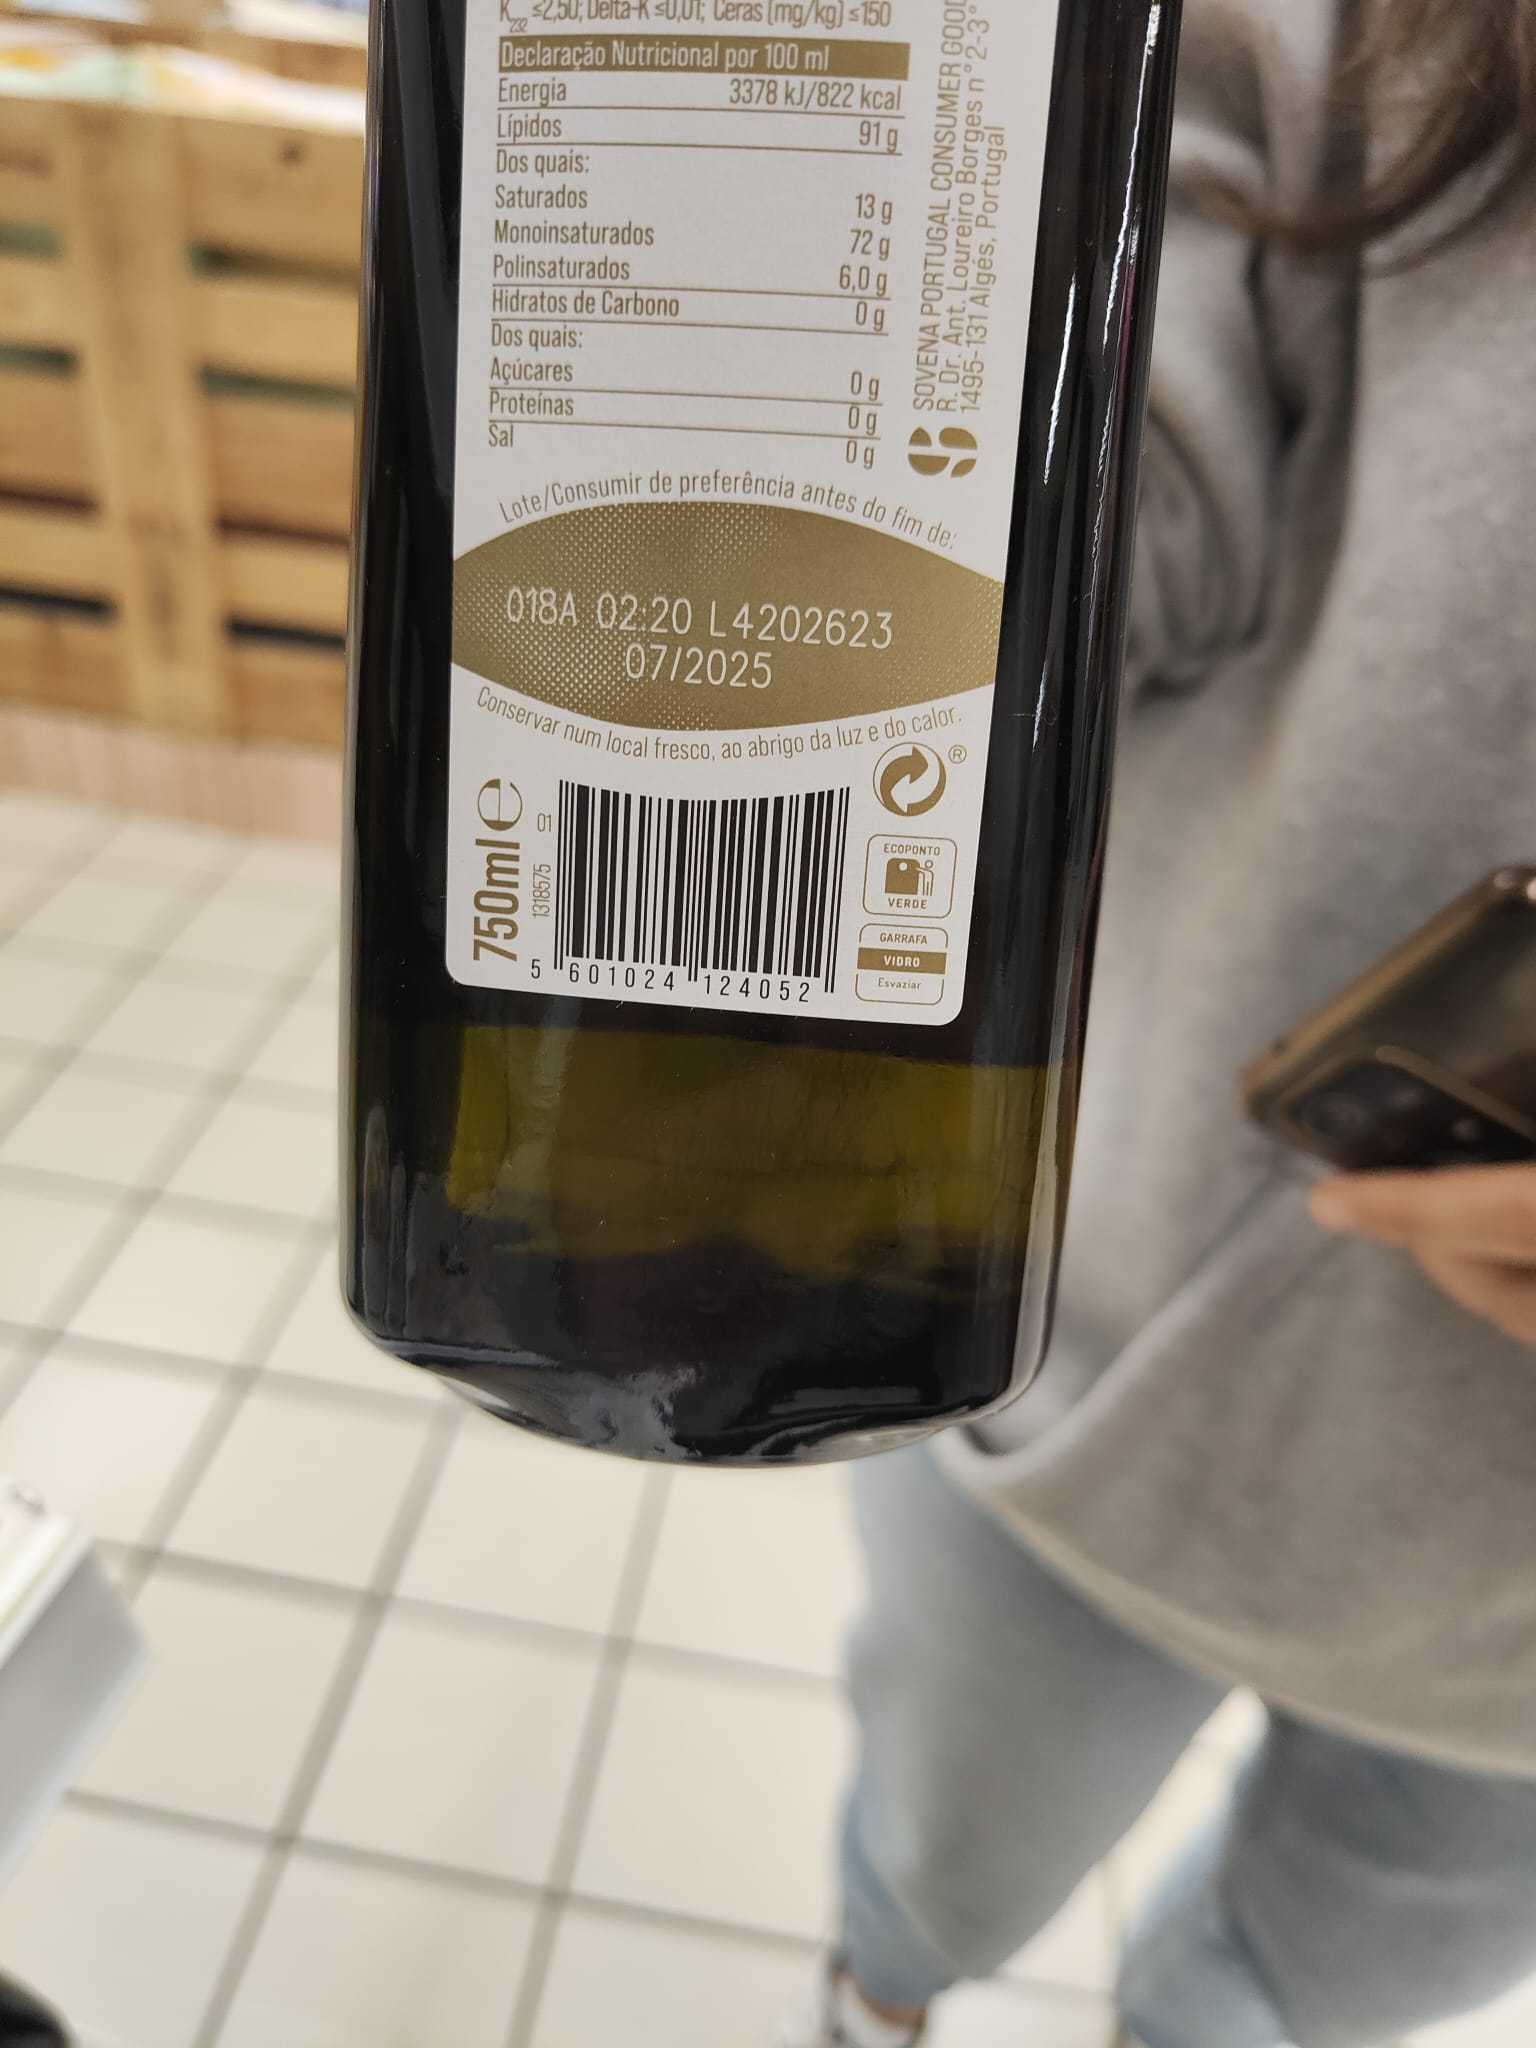 K232 ≤2,50; Delta-K ≤0,01; Ceras (mg/kg) ≤150
Declaração Nutricional por 100 ml
Energia 3378 kJ/822 kcal
Lípidos 91 g
Dos quais:
Saturados 13 g
Monoinsaturados 72 g
Polinsaturados 6,0 g
Hidratos de Carbono 0 g
Dos quais:
Açúcares 0 g
Proteínas 0 g
Sal 0 g
SOVENA PORTUGAL CONSUMER
R. Dr. Ant. Loureiro Borges n°2-3°
1495-131 Algés, Portugal
Lote/Consumir de preferência antes do fim de:
018A 02:20 L4202623
07/2025
Conservar num local fresco, ao abrigo da luz e do calor.
®
750ml e
1318575 01
5 601024 124052
ECOPONTO
VERDE
GARRAFA
VIDRO
Esvaziar